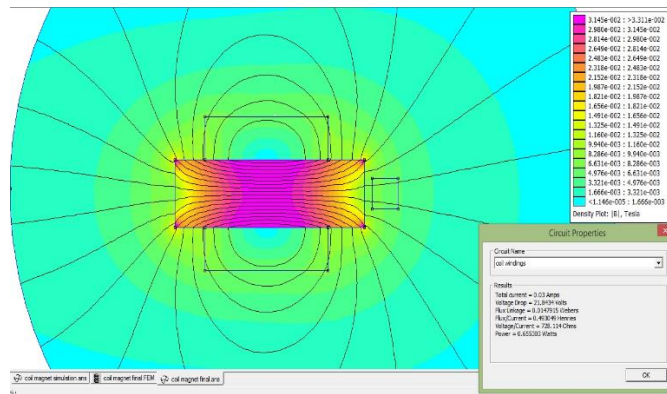 3.145e-002 : >3.311e-002
2.980e-002 : 3.145e-002
2.814e-002 : 2.980e-002
2.649e-002 : 2.814e-002
2.483e-002 : 2.649e-002
2.318e-002 : 2.483e-002
2.152e-002 : 2.318e-002
1.987e-002 : 2.152e-002
1.821e-002 : 1.987e-002
1.656e-002 : 1.821e-002
1.491e-002 : 1.656e-002
1.325e-002 : 1.491e-002
1.160e-002 : 1.325e-002
9.940e-003 : 1.160e-002
8.286e-003 : 9.940e-003
6.631e-003 : 8.286e-003
4.976e-003 : 6.631e-003
3.321e-003 : 4.976e-003
1.666e-003 : 3.321e-003
<1.146e-005 : 1.666e-003
Density Plot: |B|, Tesla
Circuit Properties
Circuit Name
coil windings
Results
Total current = 0.03 Amps
Voltage Drop = 21.8434 Volts
Flux Linkage = 0.0147915 Webers
Flux/Current = 0.493049 Henries
Voltage/Current = 728.114 Ohms
Power = Watts
OK
coil magnet simulation.ans
coil magnet final.FEM
coil magnet final.ans